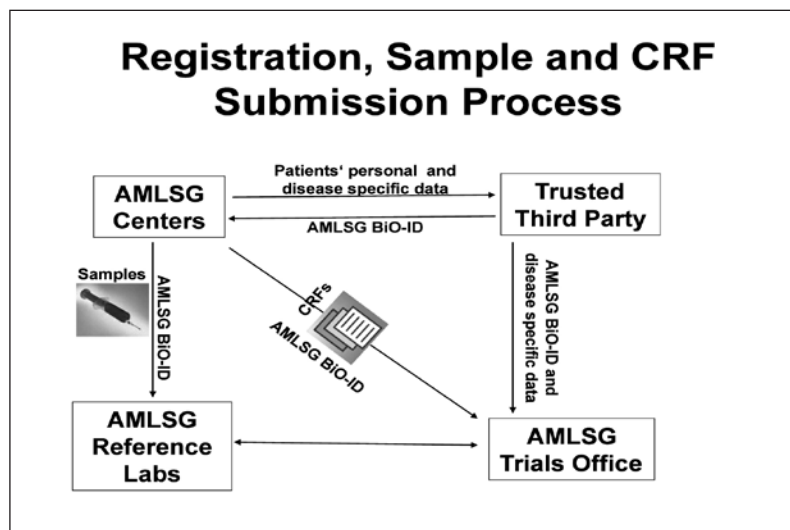 Registration, Sample and CRF
Submission Process
Patients‘ personal and
disease specific data
AMLSG
Centers
Trusted
Third Party
AMLSG BiO-ID
Samples
AMLSG BiO-ID
CRFs
AMLSG BiO-ID
AMLSG BiO-ID and
disease specific data
AMLSG
Reference
Labs
AMLSG
Trials Office